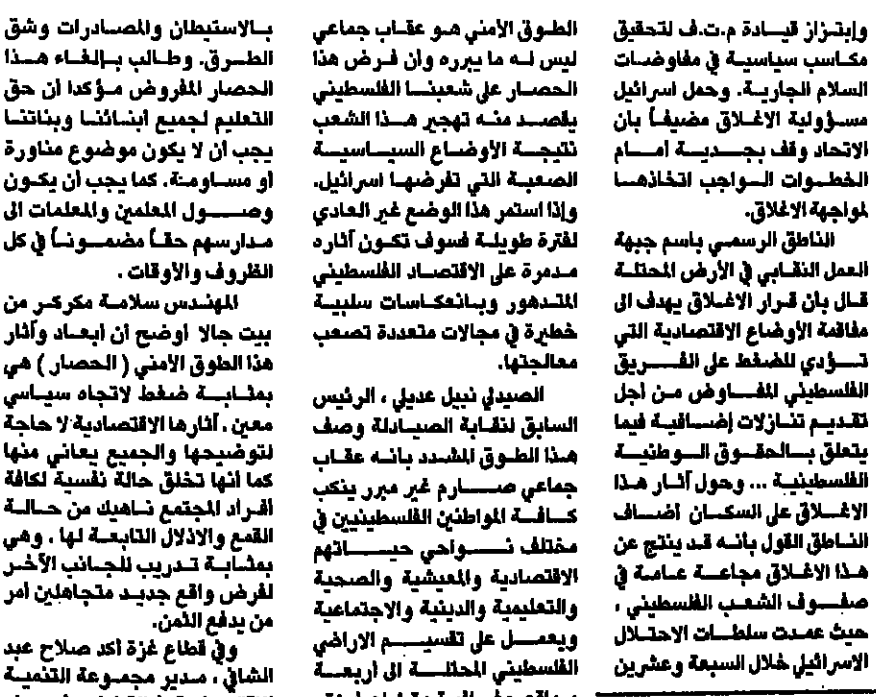 وإبتزاز قيادة م.ت.ف لتحقيق
مكاسب سياسية في مفاوضات
السلام الجارية. وحمل اسرائيل
مسؤولية الاغلاق مضيفاً بان
الاتحاد وقف بجدية امام
الخطوات الواجب اتخاذها
لمواجهة الاغلاق.
الناطق الرسمي باسم جبهة
العمل النقابي في الأرض المحتلة
قال بان قرار الاغلاق يهدف الى
مفاقمة الأوضاع الاقتصادية التي
تؤدي للضغط على الفريق
الفلسطيني المفاوض من أجل
تقديم تنازلات إضافية فيما
يتعلق بالحقوق الوطنية
الفلسطينية ... وحول آثار هذا
الاغلاق على السكان اضاف
الناطق القول بانه قد ينتج عن
هذا الاغلاق مجاعة عامة في
صفوف الشعب الفلسطيني ،
حيث عمدت سلطات الاحتلال
الاسرائيلي خلال السبعة وعشرين
الطوق الأمني هو عقاب جماعي
ليس له ما يبرره وان فرض هذا
الحصار على شعبنا الفلسطيني
يقصد منه تهجير هذا الشعب
نتيجة الأوضاع السياسية
الصعبة التي تفرضها اسرائيل.
وإذا استمر هذا الوضع غير العادي
لفترة طويلة فسوف تكون آثاره
مدمرة على الاقتصاد الفلسطيني
المتدهور وبانعكاسات سلبية
خطيرة في مجالات متعددة تصعب
معالجتها.
الصيدلي نبيل عديلي ، الرئيس
السابق لنقابة الصيادلة وصف
هذا الطوق المشدد بانه عقاب
جماعي صارم غير مبرر ينكب
كافة المواطنين الفلسطينيين في
مختلف نواحي حياتهم
الاقتصادية والمعيشية والصحية
والتعليمية والدينية والاجتماعية
ويعمل على تقسيم الاراضي
الفلسطيني المحتلة الى أربعة
بالاستيطان والمصادرات وشق
الطرق. وطالب بإلغاء هذا
الحصار المفروض مؤكدا ان حق
التعليم لجميع أبنائنا وبناتنا
يجب أن لا يكون موضوع مناورة
أو مساومة، كما يجب أن يكون
وصول المعلمين والمعلمات الى
مدارسهم حقاً مضموناً في كل
الظروف والأوقات .
المهندس سلامة مكركر من
بيت جالا اوضح أن أبعاد وآثار
هذا الطوق الأمني ( الحصار ) هي
بمثابة ضغط لاتجاه سياسي
معين . آثارها الاقتصادية لا حاجة
لتوضيحها والجميع يعاني منها
كما انها تخلق حالة نفسية لكافة
أفراد المجتمع ناهيك من حالة
القمع والاذلال التابعة لها ، وهي
بمثابة تدريب للجانب الآخر
لفرض واقع جديد متجاهلين أمر
من يدفع الثمن.
وفي قطاع غزة أكد صلاح عبد
الشافي ، مدير مجموعة التنمية